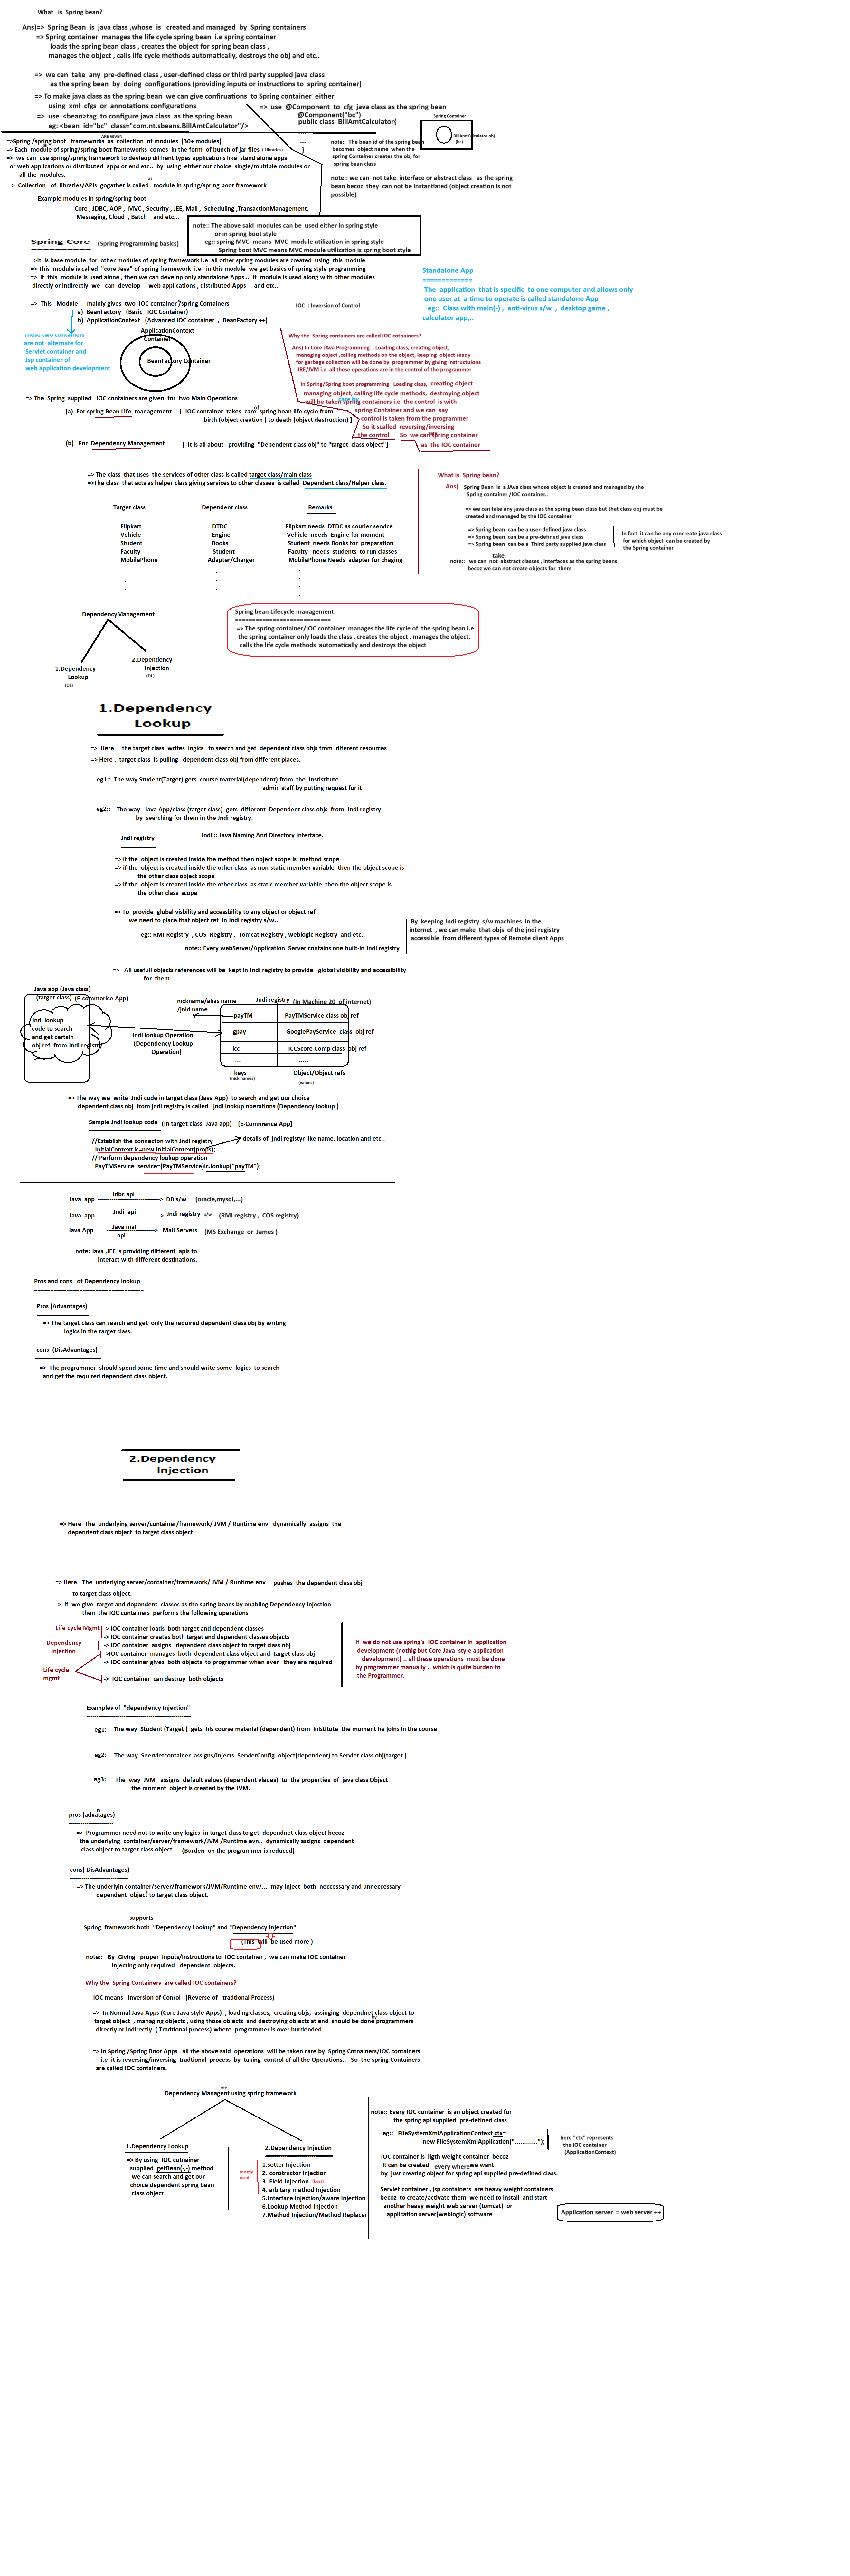 What is Spring bean?
Ans)=> Spring Bean is java class ,whose is created and managed by Spring containers
=> Spring container manages the life cycle spring bean i.e spring container
loads the spring bean class , creates the object for spring bean class ,
manages the object , calls life cycle methods automatically, destroys the obj and etc..
=> we can take any pre-defined class , user-defined class or third party suppled java class
as the spring bean by doing configurations (providing inputs or instructions to spring container)
=> To make java class as the spring bean we can give confiruations to Spring container either
using xml cfgs or annotations configurations
=> use <bean>tag to configure java class as the spring bean
eg: <bean id="bc" class="com.nt.sbeans.BillAmtCalculator"/>
=> use @Component to cfg java class as the spring bean
@Component("bc")
public class BillAmtCalculator{
...
}
Spring Container
BillAmtCalculator obj
(bc)
note:: The bean id of the spring bean
becomes object name when the
spring Container creates the obj for
spring bean class
note:: we can not take interface or abstract class as the spring
bean becoz they can not be instantiated (object creation is not
possible)
ARE GIVEN
=>Spring /spring boot frameworks as collection of modules (30+ modules)
=> Each module of spring/spring boot frameworks comes in the form of bunch of jar files (Libraries)
=> we can use spring/spring framework to devleop diffrent types applications like stand alone apps
or web applications or distributed apps or end etc.. by using either our choice single/multiple modules or
all the modules.
as
=> Collection of libraries/APIs gogather is called module in spring/spring boot framework
Example modules in spring/spring boot
Core , JDBC, AOP , MVC , Security , JEE, Mail , Scheduling ,TransactionManagement,
Messaging, Cloud , Batch and etc...
note:: The above said modules can be used either in spring style
or in spring boot style
eg:: spring MVC means MVC module utilization in spring style
Spring boot MVC means MVC module utilization is spring boot style
Spring Core (Spring Programming basics)
===========
=>it is base module for other modules of spring framework i.e all other spring modules are created using this module
=> This module is called "core Java" of spring framework i.e in this module we get basics of spring style programming
=> if this module is used alone , then we can develop only standalone Apps .. if module is used along with other modules
directly or indirectly we can develop web applications , distributed Apps and etc..
Standalone App
=============
The application that is specific to one computer and allows only
one user at a time to operate is called standalone App
eg:: Class with main(-) , anti-virus s/w , desktop game ,
calculator app,..
=> This Module mainly gives two IOC container?spring Containers
a) BeanFactory (Basic IOC Container)
b) ApplicationContext (Advanced IOC container , BeanFactory ++)
IOC :: Inversion of Control
These two containers
are not alternate for
Servlet container and
Jsp container of
web application development
ApplicationContext
Container
BeanFactory Container
Why the Spring containers are called IOC cotnainers?
Ans) In Core JAva Programming ., Loading class, creating object,
managing object ,calling methods on the object, keeping object ready
for garbage collection will be done by programmer by giving instructuions
JRE/JVM i.e all these operations are in the control of the programmer
In Spring/Spring boot programming Loading class, creating object
managing object, calling life cycle methods, destroying object
care by
will be taken spring containers i.e the control is with
spring Container and we can say
control is taken from the programmer
So it scalled reversing/inversing
the control So we can spring container
say
as the IOC container
=> The Spring supplied IOC containers are given for two Main Operations
of
(a) For spring Bean Life management [ IOC container takes care spring bean life cycle from
birth (object creation ) to death (object destruction) ]
(b) For Dependency Management [ It is all about providing "Dependent class obj" to "target class object"]
=> The class that uses the services of other class is called target class/main class
=>The class that acts as helper class giving services to other classes is called Dependent class/Helper class.
Target class Dependent class Remarks
------------ ----------------------
Flipkart DTDC Flipkart needs DTDC as courier service
Vehicle Engine Vehicle needs Engine for moment
Student Books Student needs Books for preparation
Faculty Student Faculty needs students to run classes
MobilePhone Adapter/Charger MobilePhone Needs adapter for chaging
. . .
. . .
. . .
.
What is Spring bean?
Ans) Spring Bean is a JAva class whose object is created and managed by the
Spring container /IOC container..
=> we can take any java class as the spring bean class but that class obj must be
created and managed by the IOC container
=> Spring bean can be a user-defined java class
=> Spring bean can be a pre-defined java class
=> Spring bean can be a Third party supplied java class
In fact it can be any concreate java class
for which object can be created by
the Spring container
take
note:: we can not abstract classes , interfaces as the spring beans
becoz we can not create objects for them
DependencyManagement
1.Dependency
Lookup
(DL)
2.Dependency
Injection
(DI )
Spring bean Lifecycle management
===========================
=> The spring container/IOC container manages the life cycle of the spring bean i.e
the spring container only loads the class , creates the object , manages the object,
calls the life cycle methods automatically and destroys the object
1.Dependency
Lookup
=> Here , the target class writes logics to search and get dependent class objs from diferent resources
=> Here , target class is pulling dependent class obj from different places.
eg1:: The way Student(Target) gets course material(dependent) from the Instistitute
admin staff by putting request for it
eg2:: The way Java App/class (target class) gets different Dependent class objs from Jndi registry
by searching for them in the Jndi registry.
Jndi registry
Jndi :: Java Naming And Directory Interface.
=> if the object is created inside the method then object scope is method scope
=> if the object is created inside the other class as non-static member variable then the object scope is
the other class object scope
=> if the object is created inside the other class as static member variable then the object scope is
the other class scope
=> To provide global visbility and accessbility to any object or object ref
we need to place that object ref in Jndi registry s/w..
eg:: RMI Registry , COS Registry , Tomcat Registry , weblogic Registry and etc..
note:: Every webServer/Application Server contains one built-in Jndi registry
By keeping Jndi registry s/w machines in the
internet , we can make that objs of the jndi registry
accessible from different types of Remote client Apps
=> All usefull objects references will be kept in Jndi registry to provide global visibility and accessibility
for them
Java app (Java class)
(target class) (E-commerice App)
Jndi lookup
code to search
and get certain
obj ref from Jndi registry
Jndi lookup Operation
(Dependency Lookup
Operation)
nickname/alias name
/jnid name
Jndi registry (in Machine 20 of internet)
payTM PayTMService class ob ref
gpay GooglePayService class obj ref
icc ICCScore Comp class obj ref
... .....
keys Object/Object refs
(nick names) (values)
=> The way we write Jndi code in target class (Java App) to search and get our choice
dependent class obj from jndi registry is called jndi lookup operations (Dependency lookup )
Sample Jndi lookup code (In target class -Java app) [E-Commerice App]
//Establish the connecton with Jndi registry
InitialContext ic=new InitialContext(props);
details of jndi registyr like name, location and etc..
// Perform dependency lookup operation
PayTMService service=(PayTMService)ic.lookup("payTM");
Jdbc api
Java app -----------------------------> DB s/w (oracle,mysql,...)
Jndi api
Java app --------------------------> Jndi registry s/w (RMI registry , COS registry)
Java mail
Java App ----------------------> Mail Servers (MS Exchange or James )
api
note: Java ,JEE is providing different apis to
interact with different destinations.
Pros and cons of Dependency lookup
==================================
Pros (Advantages)
=> The target class can search and get only the required dependent class obj by writing
logics in the target class.
cons (DisAdvantages)
=> The programmer should spend some time and should write some logics to search
and get the required dependent class object.
2.Dependency
Injection
=> Here The underlying server/container/framework/ JVM / Runtime env dynamically assigns the
dependent class object to target class object
=> Here The underlying server/container/framework/ JVM / Runtime env pushes the dependent class obj
to target class object.
=> if we give target and dependent classes as the spring beans by enabling Dependency Injection
then the IOC containers performs the following operations
Life cycle Mgmt
-> IOC container loads both target and dependent classes
-> IOC container creates both target and dependent classes objects
Dependency
Injection
-> IOC container assigns dependent class object to target class obj
->IOC container manages both dependent class object and target class obj
-> IOC container gives both objects to programmer when ever they are required
Life cycle
mgmt
-> IOC container can destroy both objects
If we do not use spring's IOC container in application
development (nothig but Core Java style application
development) .. all these operations must be done
by programmer manually .. which is quite burden to
the Programmer.
Examples of "dependency Injection"
----------------------------------------------------
eg1: The way Student (Target ) gets his course material (dependent) from inistitute the moment he joins in the course
eg2: The way Seervletcontainer assigns/injects ServletConfig object(dependent) to Servlet class obj(target )
eg3: The way JVM assigns default values (dependent vlaues) to the properties of java class Object
the moment object is created by the JVM.
n
pros (advatages)
----------------------
=> Programmer need not to write any logics in target class to get dependnet class object becoz
the underlying container/server/framework/JVM /Runtime evn.. dynamically assigns dependent
class object to target class object. (Burden on the programmer is reduced)
cons( DisAdvantages)
-----------------------------
=> The underlyin container/server/framework/JVM/Runtime env/... may Inject both neccessary and unneccessary
dependent object to target class object.
supports
Spring framework both "Dependency Lookup" and "Dependency Injection"
(This will be used more )
note:: By Giving proper inputs/instructions to IOC container , we can make IOC container
Injecting only required dependent objects.
Why the Spring Containers are called IOC containers?
IOC means Inversion of Conrol (Reverse of tradtional Process)
=> In Normal Java Apps (Core Java style Apps) , loading classes, creating objs, assinging dependnet class object to
by
target object , managing objects , using those objects and destroying objects at end should be done programmers
directly or indirectly ( Tradtional process) where programmer is over burdended.
=> In Spring /Spring Boot Apps all the above said operations will be taken care by Spring Cotnainers/IOC containers
i.e it is reversing/inversing tradtional process by taking control of all the Operations.. So the spring Containers
are called IOC containers.
me
Dependency Managent using spring framework
1.Dependency Lookup
=> By using IOC cotnainer
supplied getBean(-,-) method
we can search and get our
choice dependent spring bean
class object
mostly
used
2.Dependency Injection
1.setter Injection
2. constructor Injection
3. Field Injection (best)
4. arbitary method Injection
5.Interface Injection/aware Injection
6.Lookup Method Injection
7.Method Injection/Method Replacer
note:: Every IOC container is an object created for
the spring api supplied pre-defined class
eg:: FileSystemXmlApplicationContext ctx=
new FileSystemXmlApplication("............");
here "ctx" represents
the IOC container
(ApplicationContext)
IOC container is ligth weight container becoz
it can be created every where we want
by just creating object for spring api supplied pre-defined class.
Servlet container , jsp containers are heavy weight containers
becoz to create/activate them we need to install and start
another heavy weight web server (tomcat) or
application server(weblogic) software
Application server = web server ++